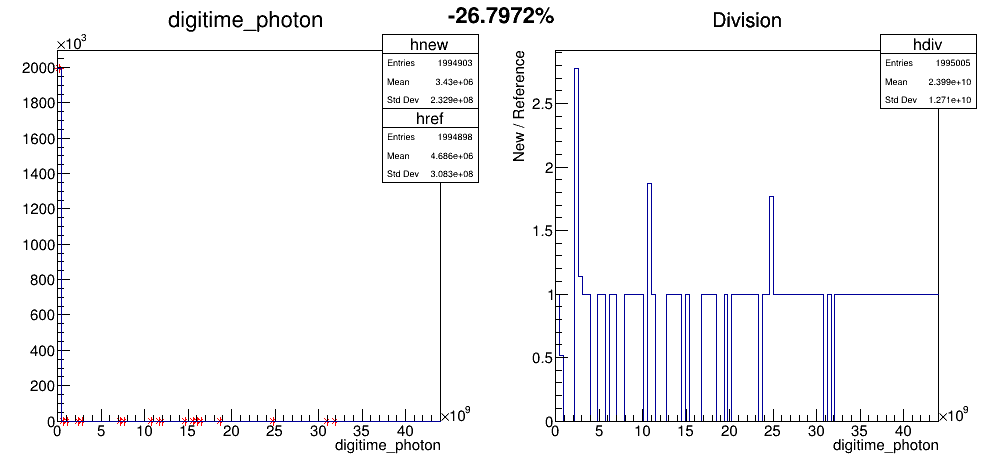 -26.7972%
digitime_photon
×10³
2000
1800
1600
1400
1200
1000
800
600
400
200
0
0 5 10 15 20 25 30 35 40
×10⁹
digitime_photon
hnew
Entries 1994903
Mean 3.43e+06
Std Dev 2.329e+08
href
Entries 1994898
Mean 4.686e+06
Std Dev 3.083e+08
Division
New / Reference
2.5
2
1.5
1
0.5
0
0 5 10 15 20 25 30 35 40
×10⁹
digitime_photon
hdiv
Entries 1995005
Mean 2.399e+10
Std Dev 1.271e+10